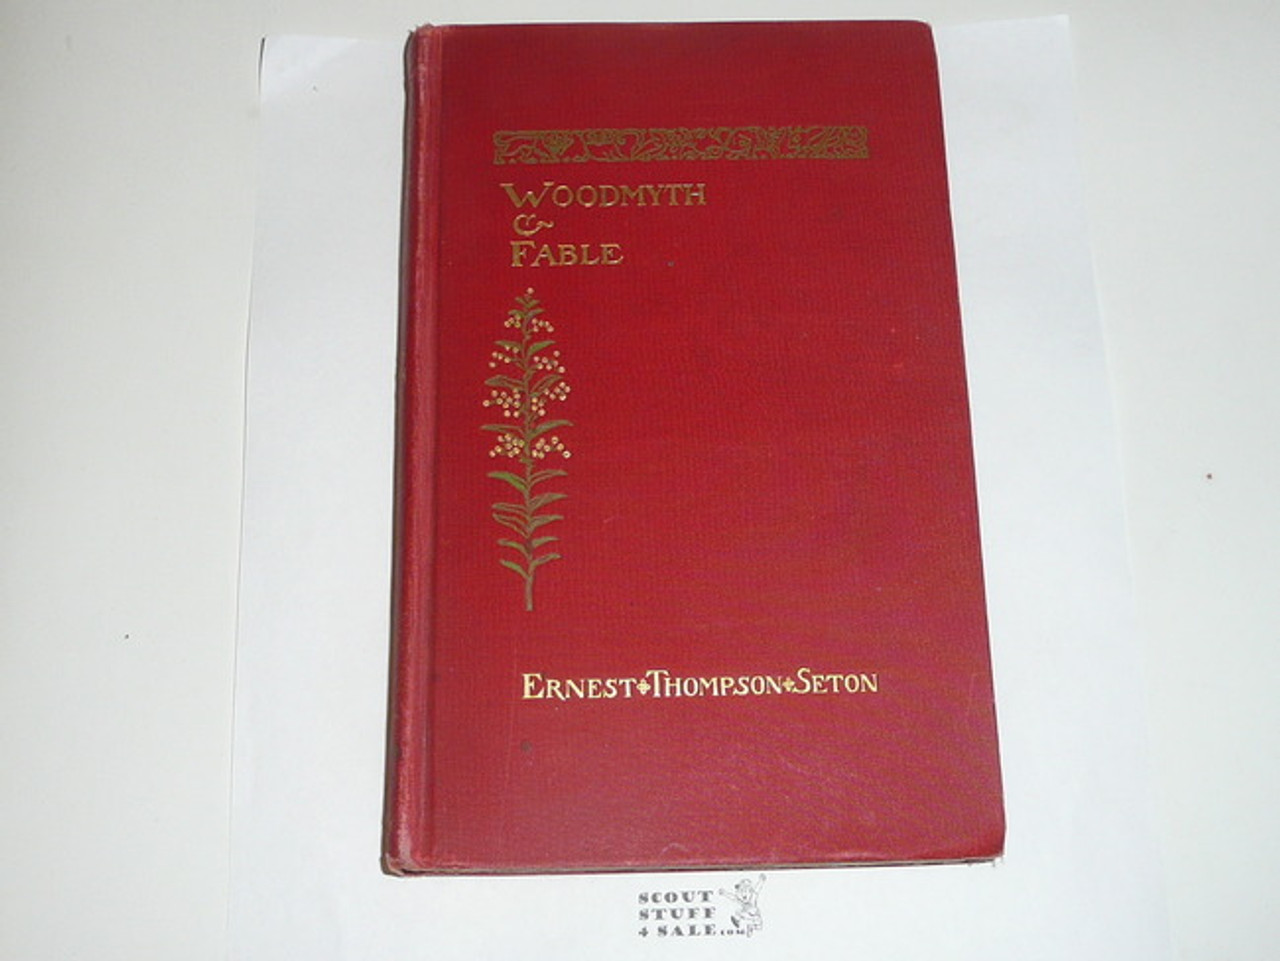 WOODMYTH
&
FABLE
ERNEST THOMPSON SETON
SCOUT
STUFF
4 SALE.COM